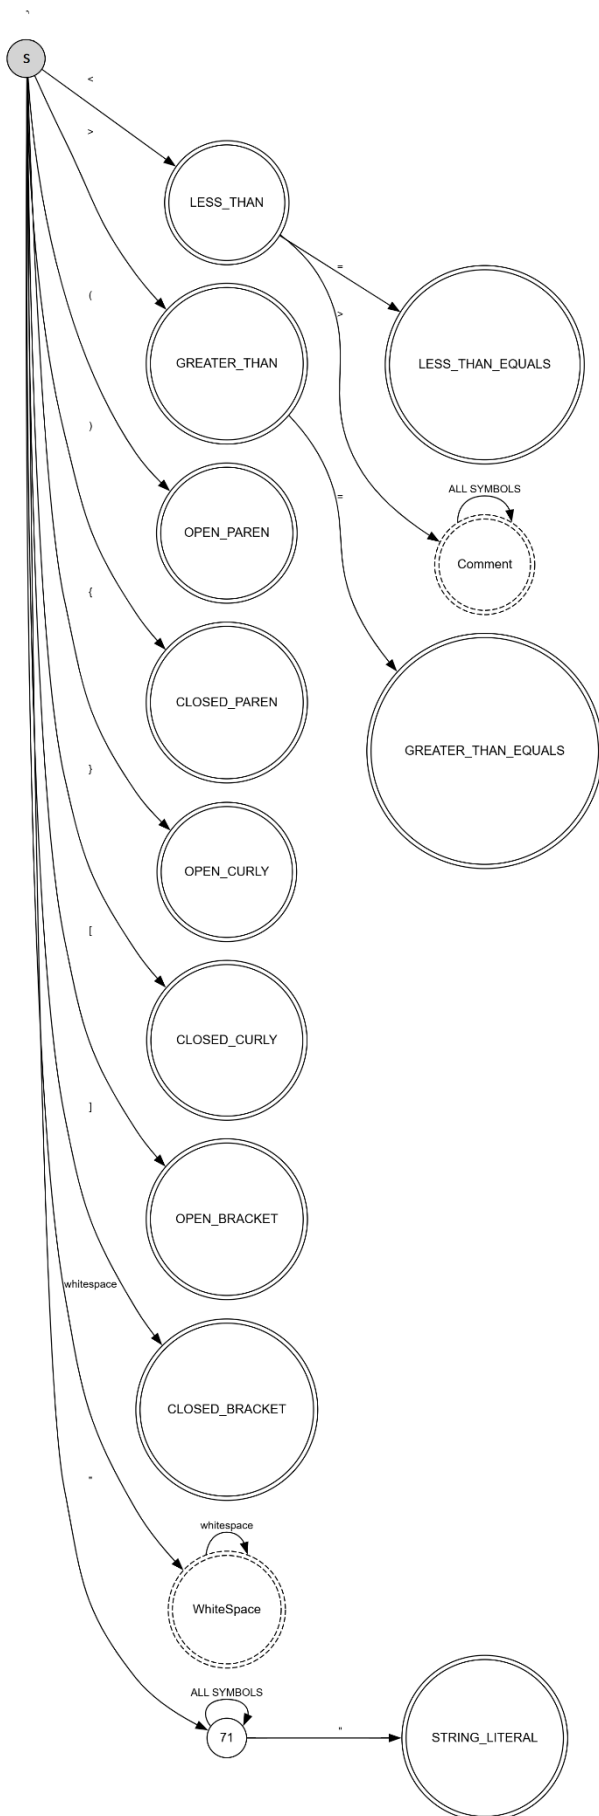 S
<
>
LESS_THAN
=
(
>
GREATER_THAN
LESS_THAN_EQUALS
)
ALL SYMBOLS
=
OPEN_PAREN
Comment
{
CLOSED_PAREN
GREATER_THAN_EQUALS
}
OPEN_CURLY
[
CLOSED_CURLY
]
OPEN_BRACKET
whitespace
CLOSED_BRACKET
"
whitespace
WhiteSpace
ALL SYMBOLS
"
71
STRING_LITERAL